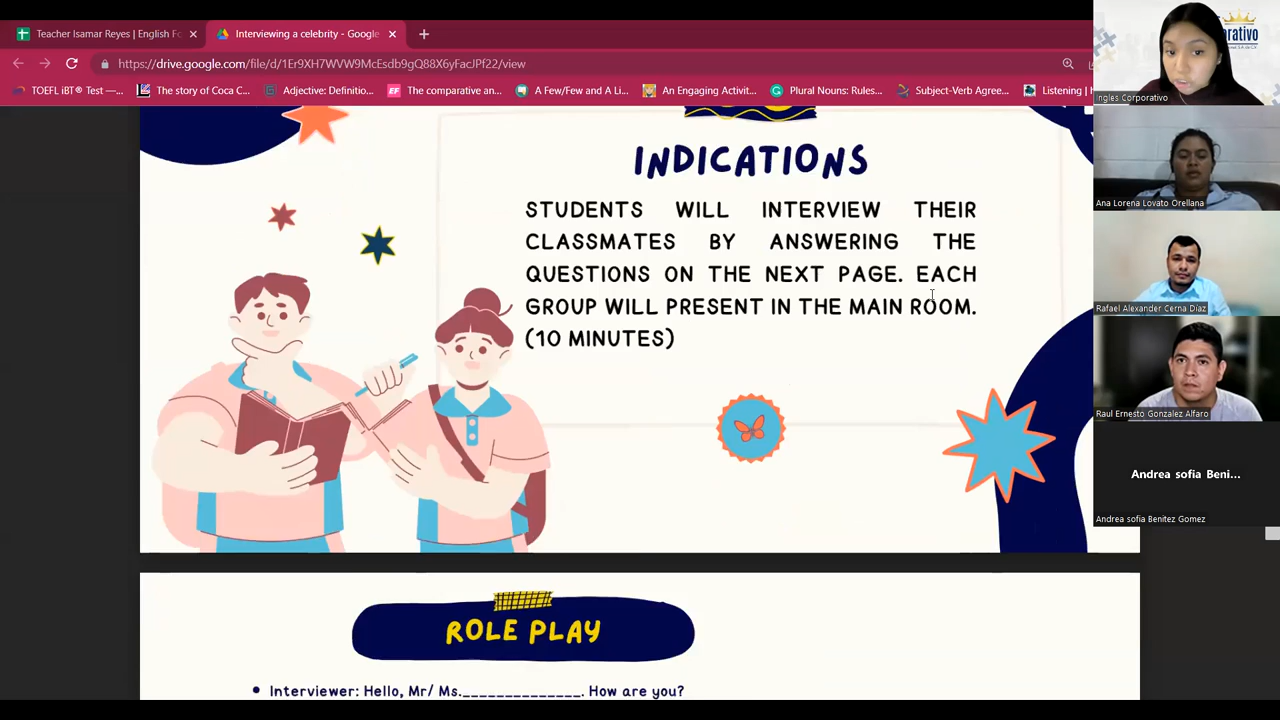 Teacher Isamar Reyes | English Fo
Interviewing a celebrity - Google
https://drive.google.com/file/d/1Er9XH7WVW9McEsdb9gQ88X6yFacJPf22/view
TOEFL iBT® Test —...
The story of Coca C...
Adjective: Definitio...
The comparative an...
A Few/Few and A Li...
An Engaging Activit...
Plural Nouns: Rules...
Subject-Verb Agree...
Listening |
INDICATIONS
STUDENTS WILL INTERVIEW THEIR
CLASSMATES BY ANSWERING THE
QUESTIONS ON THE NEXT PAGE. EACH
GROUP WILL PRESENT IN THE MAIN ROOM.
(10 MINUTES)
ROLE PLAY
• Interviewer: Hello, Mr/ Ms.______________. How are you?
Ingles Corporativo
Ana Lorena Lovato Orellana
Rafael Alexander Cerna Díaz
Raul Ernesto Gonzalez Alfaro
Andrea sofia Beni...
Andrea sofia Benitez Gomez